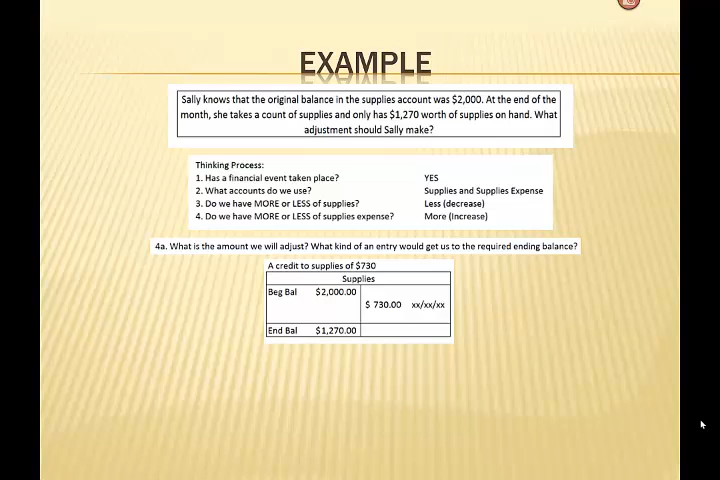 EXAMPLE
Sally knows that the original balance in the supplies account was $2,000. At the end of the
month, she takes a count of supplies and only has $1,270 worth of supplies on hand. What
adjustment should Sally make?
Thinking Process:
1. Has a financial event taken place? YES
2. What accounts do we use? Supplies and Supplies Expense
3. Do we have MORE or LESS of supplies? Less (decrease)
4. Do we have MORE or LESS of supplies expense? More (Increase)
4a. What is the amount we will adjust? What kind of an entry would get us to the required ending balance?
A credit to supplies of $730
Supplies
Beg Bal $2,000.00
$ 730.00 xx/xx/xx
End Bal $1,270.00